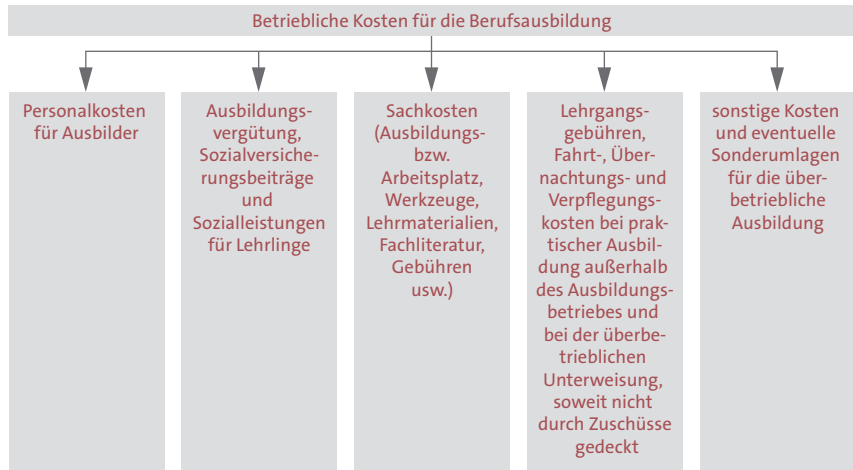 Betriebliche Kosten für die Berufsausbildung
Personalkosten
für Ausbilder
Ausbildungs-
vergütung,
Sozialversiche-
rungsbeiträge
und
Sozialleistungen
für Lehrlinge
Sachkosten
(Ausbildungs-
bzw.
Arbeitsplatz,
Werkzeuge,
Lehrmaterialien,
Fachliteratur,
Gebühren
usw.)
Lehrgangs-
gebühren,
Fahrt-, Über-
nachtungs- und
Verpflegungs-
kosten bei prak-
tischer Ausbil-
dung außerhalb
des Ausbildungs-
betriebes und
bei der überbe-
trieblichen
Unterweisung,
soweit nicht
durch Zuschüsse
gedeckt
sonstige Kosten
und eventuelle
Sonderumlagen
für die über-
betriebliche
Ausbildung